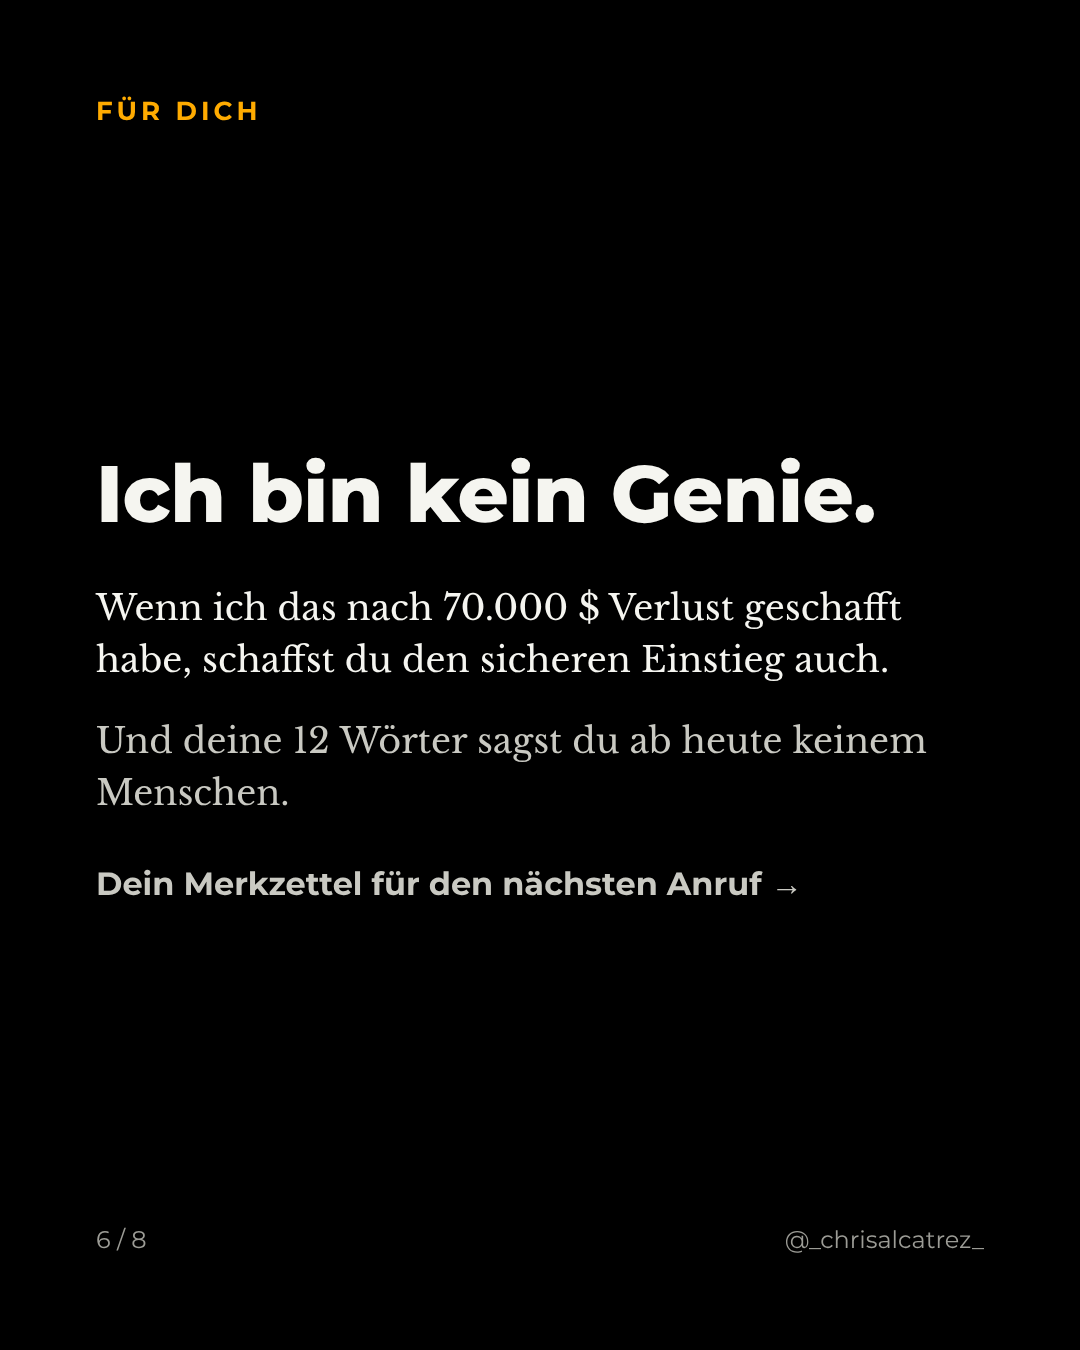 FÜR DICH
Ich bin kein Genie.
Wenn ich das nach 70.000 $ Verlust geschafft
habe, schaffst du den sicheren Einstieg auch.
Und deine 12 Wörter sagst du ab heute keinem
Menschen.
Dein Merkzettel für den nächsten Anruf →
6 / 8
@_chrisalcatrez_